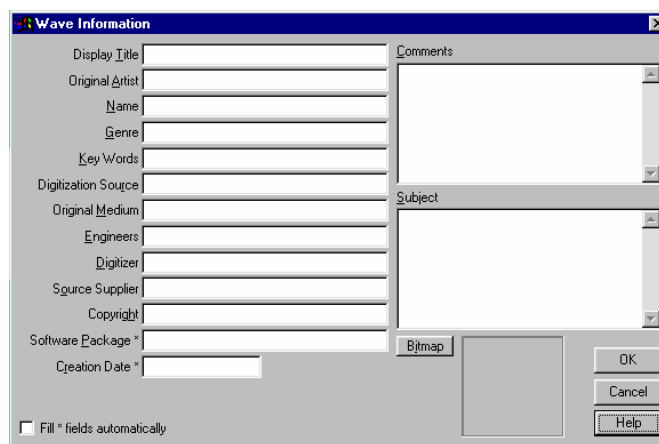 Wave Information
Display Title
Original Artist
Name
Genre
Key Words
Digitization Source
Original Medium
Engineers
Digitizer
Source Supplier
Copyright
Software Package *
Creation Date *
Fill * fields automatically
Comments
Subject
Bitmap
OK
Cancel
Help